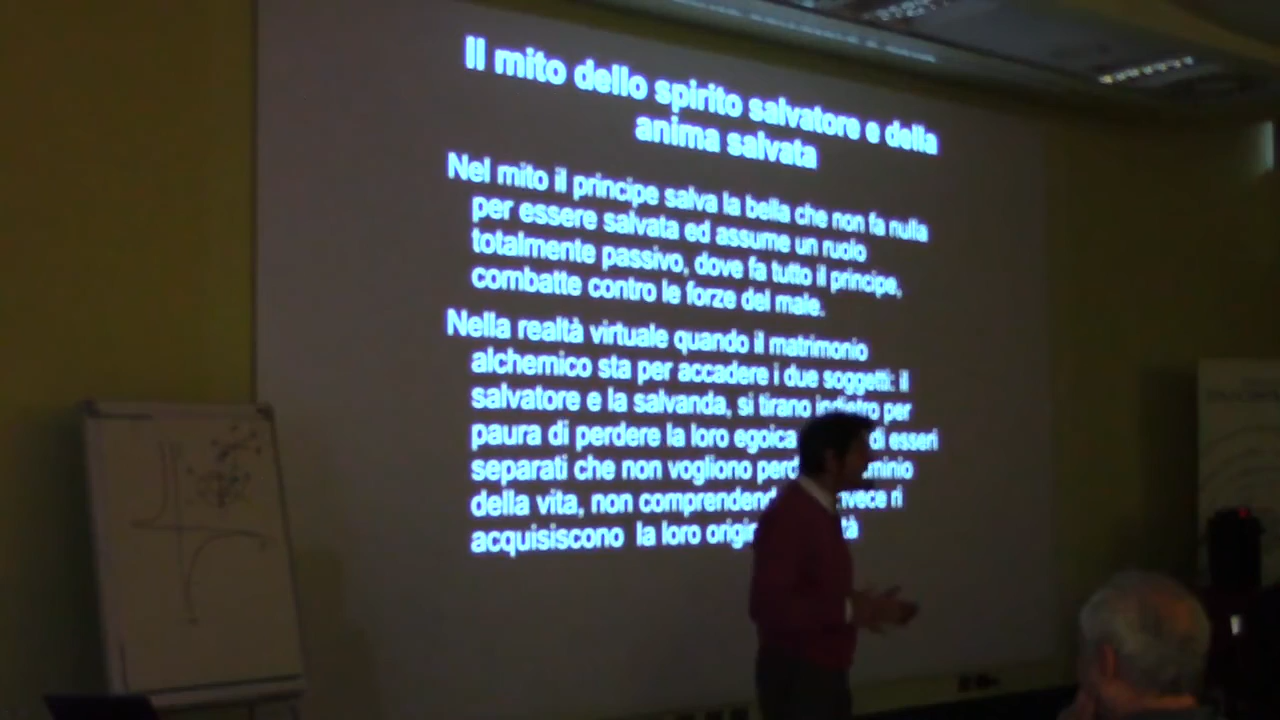 Il mito dello spirito salvatore e della
anima salvata
Nel mito il principe salva la bella che non fa nulla
per essere salvata ed assume un ruolo
totalmente passivo, dove fa tutto il principe,
combatte contro le forze del male.
Nella realtà virtuale quando il matrimonio
alchemico sta per accadere i due soggetti: il
salvatore e la salvanda, si tirano indietro per
paura di perdere la loro egoica di esseri
separati che non vogliono
della vita, non ri
acquisiscono la loro